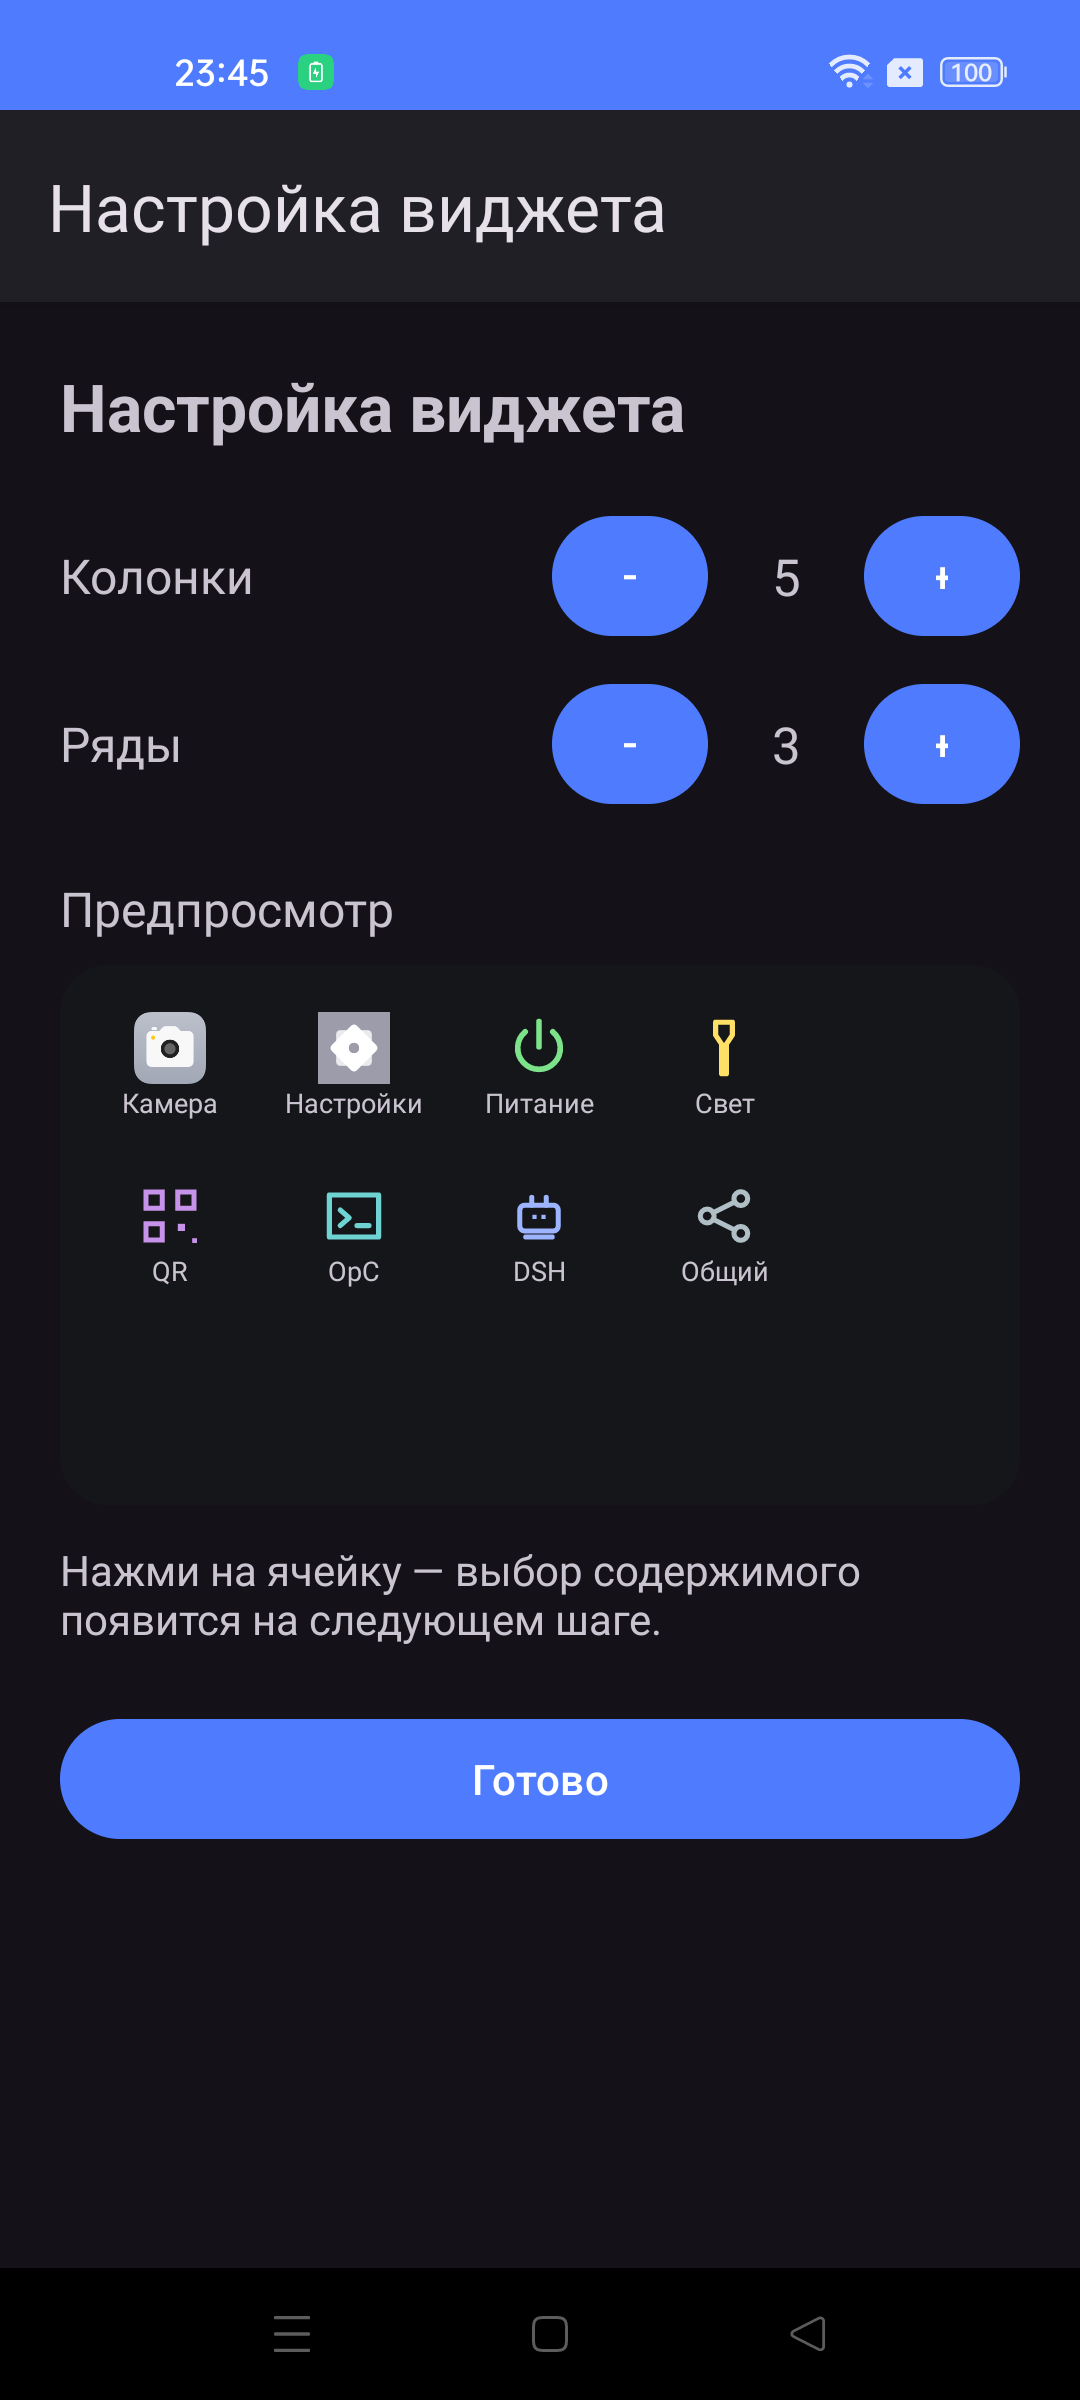 23:45
100
Настройка виджета
Настройка виджета
Колонки - 5 +
Ряды - 3 +
Предпросмотр
Камера Настройки Питание Свет
QR OpC DSH Общий
Нажми на ячейку — выбор содержимого
появится на следующем шаге.
Готово